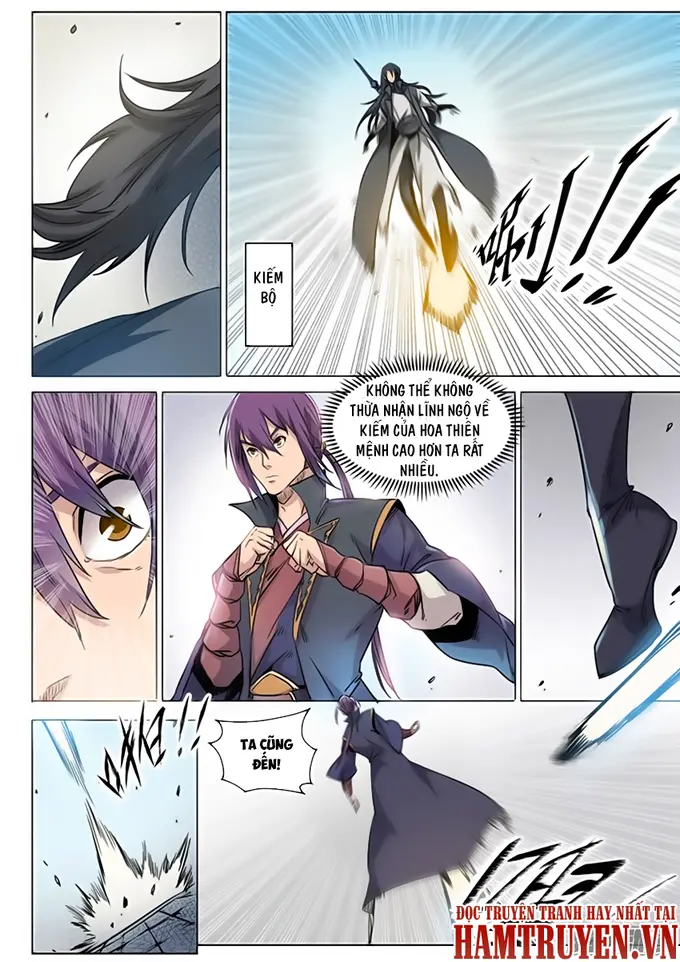 KIẾM
BỘ
KHÔNG THỂ KHÔNG
THỪA NHẬN LĨNH NGỘ VỀ
KIẾM CỦA HOA THIÊN
MỆNH CAO HƠN TA RẤT
NHIỀU.
TA CŨNG
ĐẾN!
ĐỌC TRUYỆN TRANH HAY NHẤT TẠI
HAMTRUYEN.VN